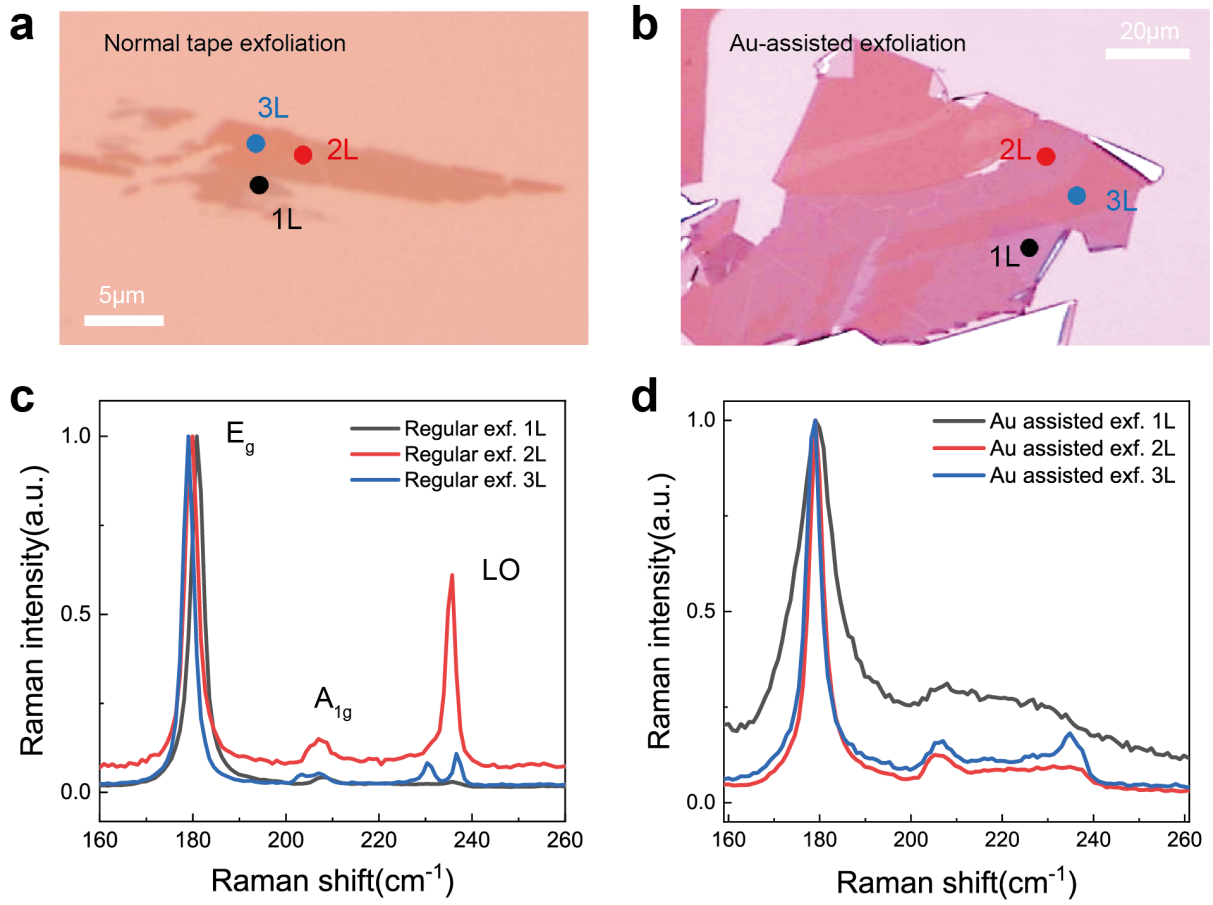 a
Normal tape exfoliation
3L
2L
1L
5μm
b
Au-assisted exfoliation
20μm
2L
3L
1L
c
E_g
Regular exf. 1L
Regular exf. 2L
Regular exf. 3L
A_1g
LO
1.0
0.5
0.0
160 180 200 220 240 260
Raman intensity(a.u.)
Raman shift(cm⁻¹)
d
Au assisted exf. 1L
Au assisted exf. 2L
Au assisted exf. 3L
1.0
0.5
0.0
160 180 200 220 240 260
Raman intensity(a.u.)
Raman shift(cm⁻¹)